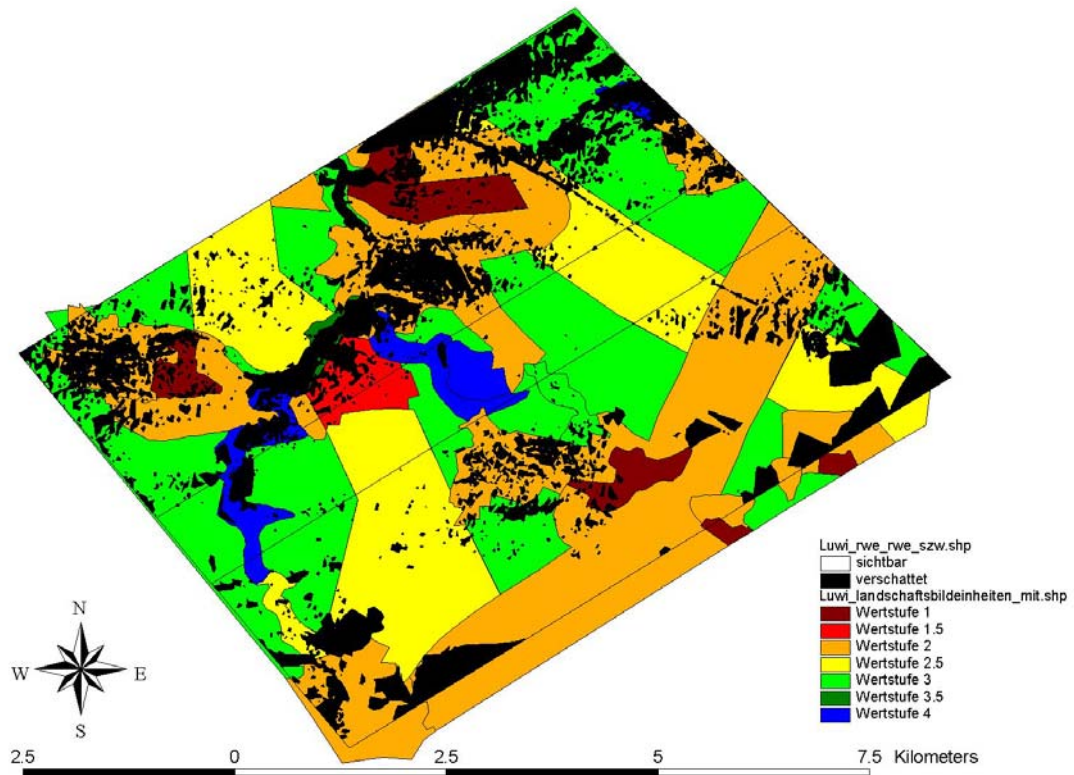 Luwi_rwe_rwe_szw.shp
sichtbar
verschattet
Luwi_landschaftsbildeinheiten_mit.shp
Wertstufe 1
Wertstufe 1.5
Wertstufe 2
Wertstufe 2.5
Wertstufe 3
Wertstufe 3.5
Wertstufe 4
N
W E
S
2.5 0 2.5 5 7.5 Kilometers